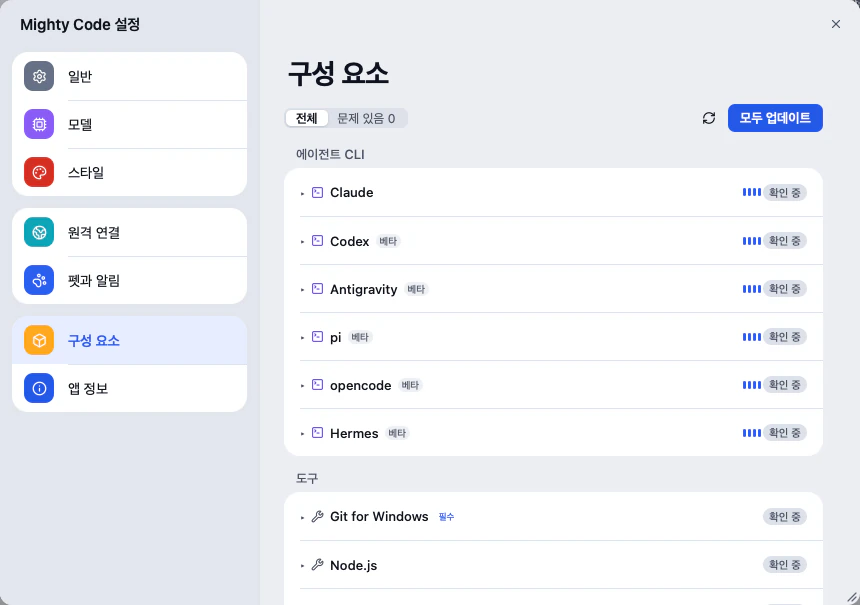 Mighty Code 설정
일반
모델
스타일
원격 연결
펫과 알림
구성 요소
앱 정보
구성 요소
전체 문제 있음 0
모두 업데이트
에이전트 CLI
Claude 확인 중
Codex 베타 확인 중
Antigravity 베타 확인 중
pi 베타 확인 중
opencode 베타 확인 중
Hermes 베타 확인 중
도구
Git for Windows 필수 확인 중
Node.js 확인 중